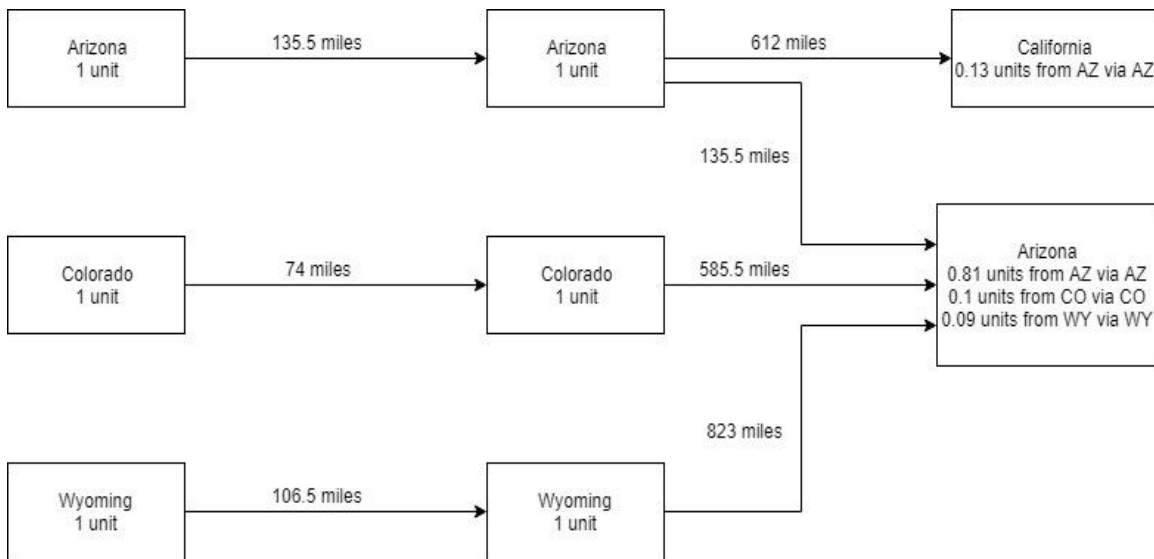 Arizona
1 unit
135.5 miles
Arizona
1 unit
612 miles
California
0.13 units from AZ via AZ
135.5 miles
Colorado
1 unit
74 miles
Colorado
1 unit
585.5 miles
Arizona
0.81 units from AZ via AZ
0.1 units from CO via CO
0.09 units from WY via WY
823 miles
Wyoming
1 unit
106.5 miles
Wyoming
1 unit